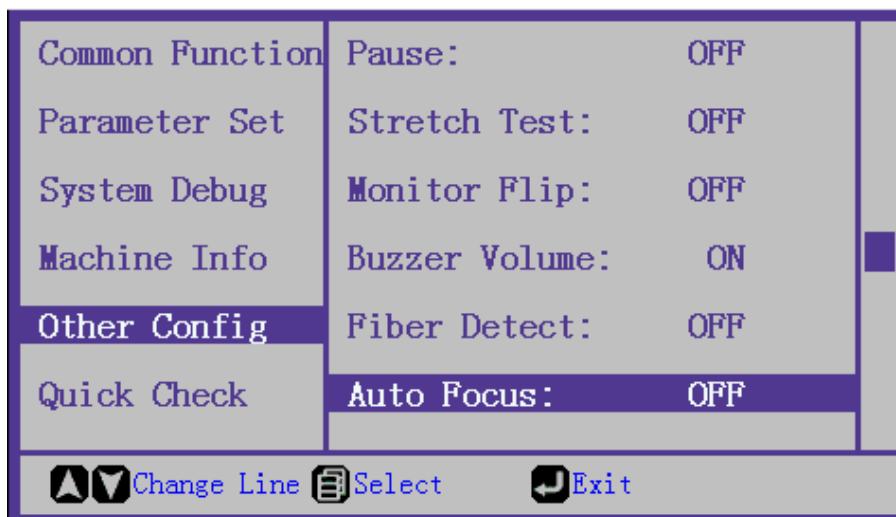 Common Function
Parameter Set
System Debug
Machine Info
Other Config
Quick Check
Pause: OFF
Stretch Test: OFF
Monitor Flip: OFF
Buzzer Volume: ON
Fiber Detect: OFF
Auto Focus: OFF
Change Line Select Exit